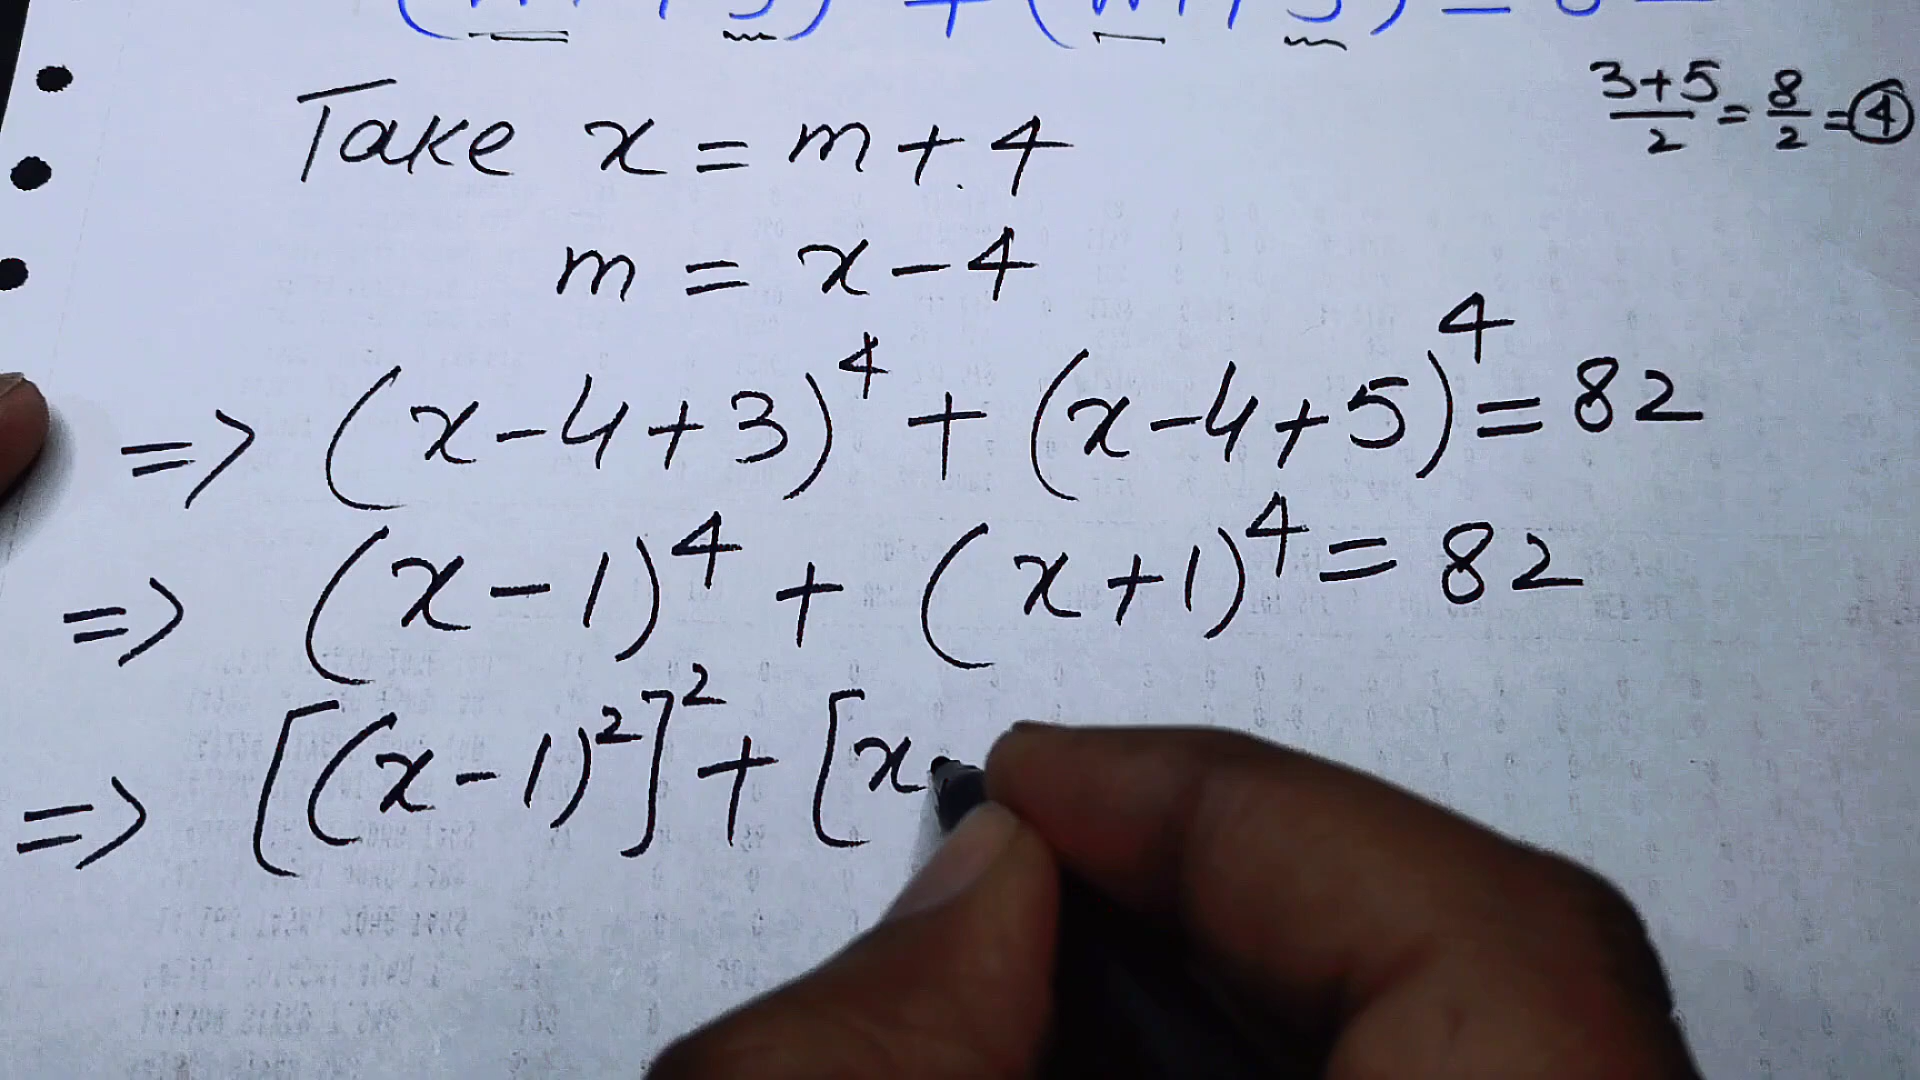 3+5/2 = 8/2 = 4
Take x = m + 4
m = x - 4
=> (x-4+3)^4 + (x-4+5)^4 = 82
=> (x-1)^4 + (x+1)^4 = 82
=> [(x-1)^2]^2 + [x